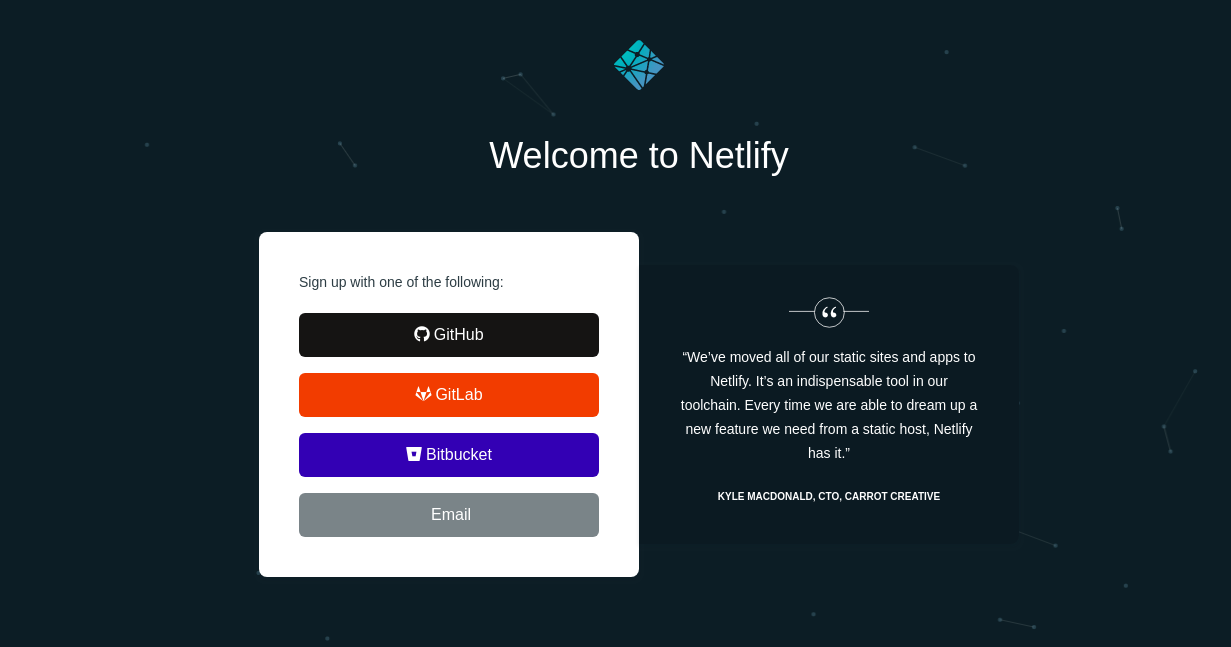 Welcome to Netlify
Sign up with one of the following:
GitHub
GitLab
Bitbucket
Email
“We’ve moved all of our static sites and apps to
Netlify. It’s an indispensable tool in our
toolchain. Every time we are able to dream up a
new feature we need from a static host, Netlify
has it.”
KYLE MACDONALD, CTO, CARROT CREATIVE